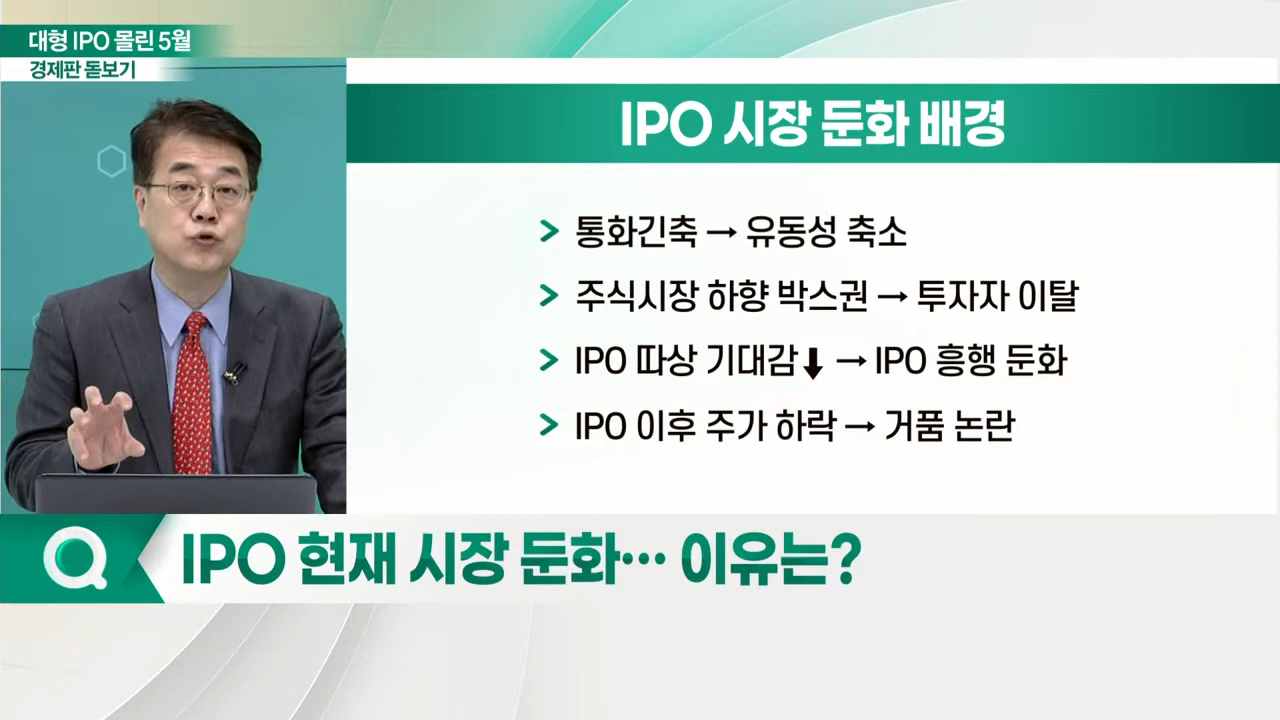 대형 IPO 몰린 5월
경제판 돋보기
IPO 시장 둔화 배경
> 통화긴축 → 유동성 축소
> 주식시장 하향 박스권 → 투자자 이탈
> IPO 따상 기대감⬇ → IPO 흥행 둔화
> IPO 이후 주가 하락 → 거품 논란
Q IPO 현재 시장 둔화… 이유는?